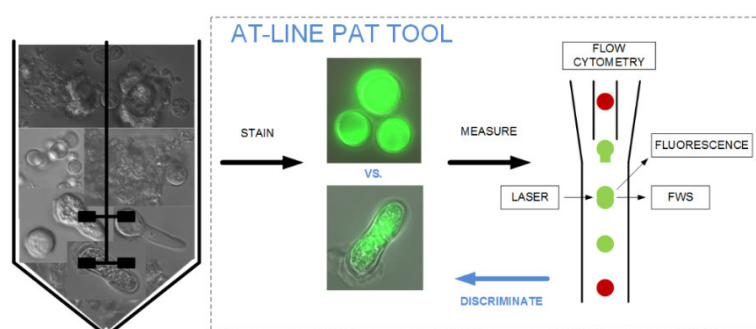 AT-LINE PAT TOOL
FLOW
CYTOMETRY
STAIN
MEASURE
FLUORESCENCE
VS.
LASER
FWS
DISCRIMINATE